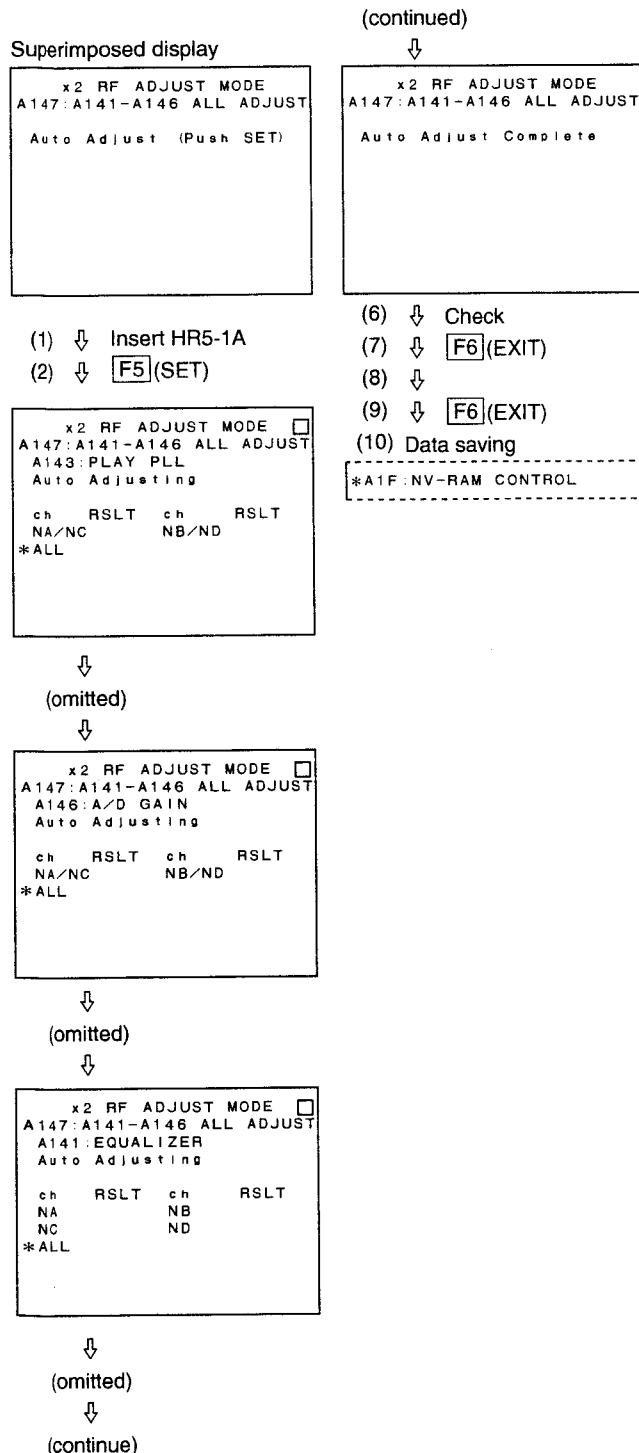 Superimposed display
x2 RF ADJUST MODE
A147:A141-A146 ALL ADJUST
Auto Adjust (Push SET)
(1) ⇩ Insert HR5-1A
(2) ⇩ F5 (SET)
x2 RF ADJUST MODE □
A147:A141-A146 ALL ADJUST
A143:PLAY PLL
Auto Adjusting
ch RSLT ch RSLT
NA/NC NB/ND
*ALL
⇩
(omitted)
⇩
x2 RF ADJUST MODE □
A147:A141-A146 ALL ADJUST
A146:A/D GAIN
Auto Adjusting
ch RSLT ch RSLT
NA/NC NB/ND
*ALL
⇩
(omitted)
⇩
x2 RF ADJUST MODE □
A147:A141-A146 ALL ADJUST
A141:EQUALIZER
Auto Adjusting
ch RSLT ch RSLT
NA NB
NC ND
*ALL
⇩
(omitted)
⇩
(continue)
(continued)
⇩
x2 RF ADJUST MODE
A147:A141-A146 ALL ADJUST
Auto Adjust Complete
(6) ⇩ Check
(7) ⇩ F6 (EXIT)
(8) ⇩
(9) ⇩ F6 (EXIT)
(10) Data saving
*A1F:NV-RAM CONTROL